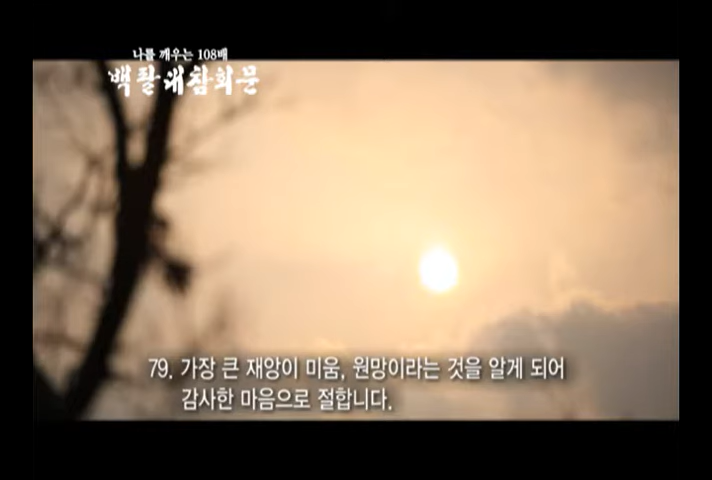 나를 깨우는 108배
백팔대참회문
79. 가장 큰 재앙이 미움, 원망이라는 것을 알게 되어
감사한 마음으로 절합니다.